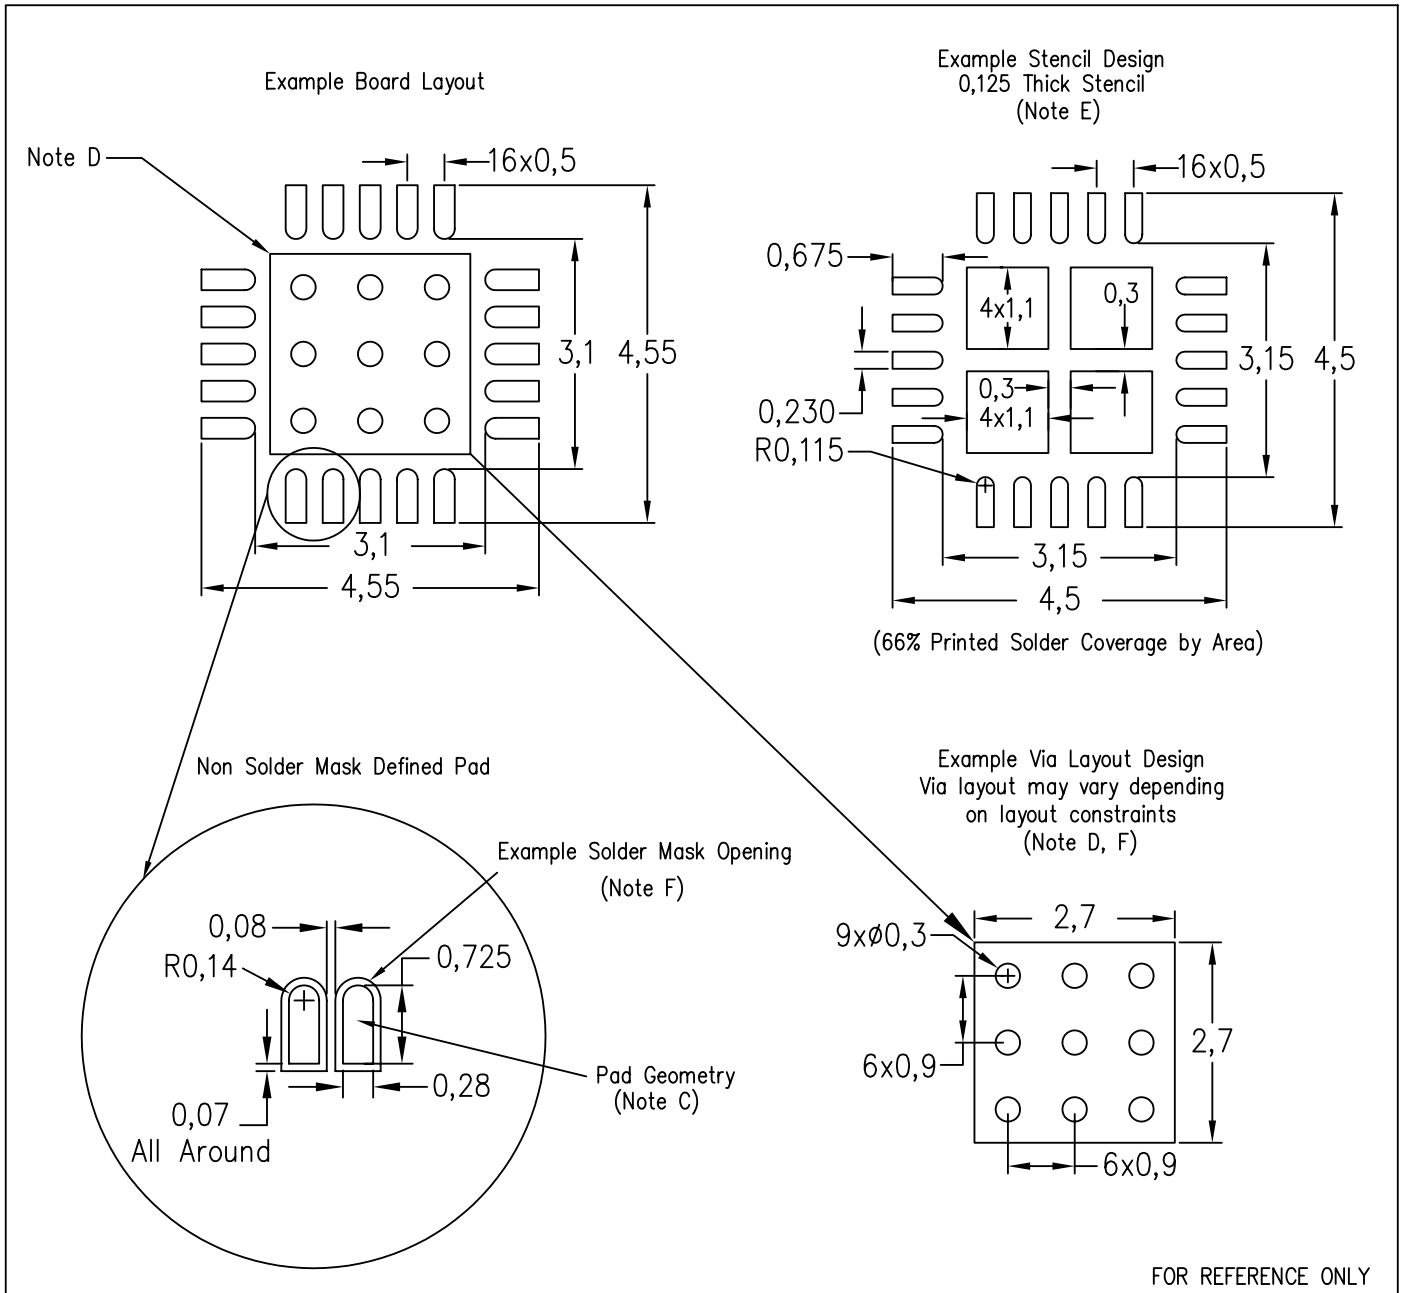 Example Board Layout
Note D
16x0,5
3,1
4,55
3,1
4,55
Example Stencil Design
0,125 Thick Stencil
(Note E)
16x0,5
0,675
4x1,1
0,3
0,3
4x1,1
0,230
R0,115
3,15
4,5
3,15
4,5
(66% Printed Solder Coverage by Area)
Non Solder Mask Defined Pad
Example Solder Mask Opening
(Note F)
0,08
R0,14
0,725
0,28
0,07
All Around
Pad Geometry
(Note C)
Example Via Layout Design
Via layout may vary depending
on layout constraints
(Note D, F)
2,7
9xø0,3
6x0,9
2,7
6x0,9
FOR REFERENCE ONLY